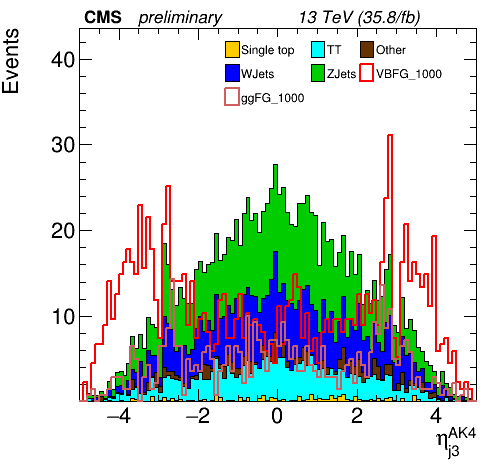 CMS preliminary 13 TeV (35.8/fb)
Events
Single top TT Other
WJets ZJets VBFG_1000
ggFG_1000
40
30
20
10
−4 −2 0 2 4
η_{j3}^{AK4}